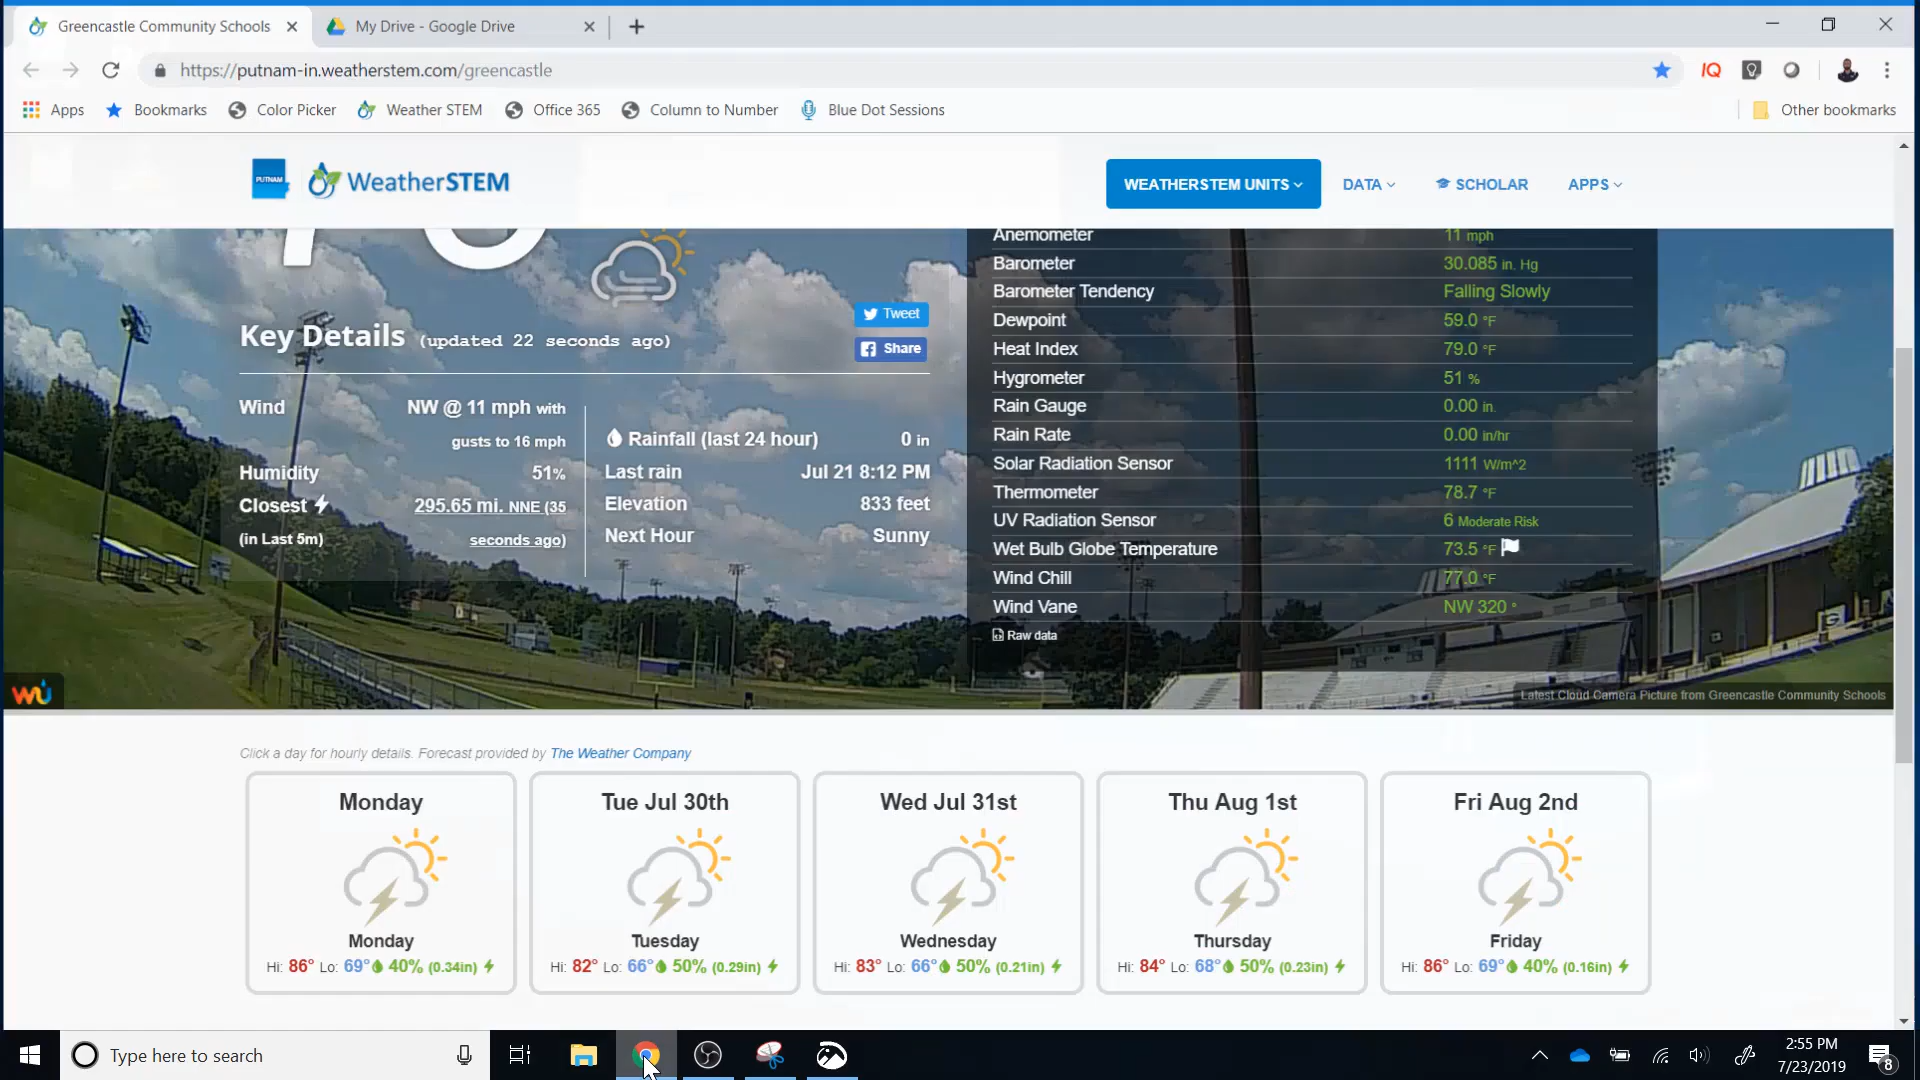 Greencastle Community Schools
My Drive - Google Drive
https://putnam-in.weatherstem.com/greencastle
IQ
Apps
Bookmarks
Color Picker
Weather STEM
Office 365
Column to Number
Blue Dot Sessions
Other bookmarks
PUTNAM
WeatherSTEM
WEATHERSTEM UNITS
DATA
SCHOLAR
APPS
Tweet
Share
Key Details (updated 22 seconds ago)
Wind NW @ 11 mph with
gusts to 16 mph
Humidity 51%
Closest 295.65 mi. NNE (35
(in Last 5m) seconds ago)
Rainfall (last 24 hour) 0 in
Last rain Jul 21 8:12 PM
Elevation 833 feet
Next Hour Sunny
Anemometer 11 mph
Barometer 30.085 in. Hg
Barometer Tendency Falling Slowly
Dewpoint 59.0 °F
Heat Index 79.0 °F
Hygrometer 51 %
Rain Gauge 0.00 in.
Rain Rate 0.00 in/hr
Solar Radiation Sensor 1111 W/m^2
Thermometer 78.7 °F
UV Radiation Sensor 6 Moderate Risk
Wet Bulb Globe Temperature 73.5 °F
Wind Chill 77.0 °F
Wind Vane NW 320 °
Raw data
wu
Latest Cloud Camera Picture from Greencastle Community Schools
Click a day for hourly details. Forecast provided by The Weather Company
Monday
Monday
Hi: 86° Lo: 69° 40% (0.34in)
Tue Jul 30th
Tuesday
Hi: 82° Lo: 66° 50% (0.29in)
Wed Jul 31st
Wednesday
Hi: 83° Lo: 66° 50% (0.21in)
Thu Aug 1st
Thursday
Hi: 84° Lo: 68° 50% (0.23in)
Fri Aug 2nd
Friday
Hi: 86° Lo: 69° 40% (0.16in)
Type here to search
2:55 PM
7/23/2019
8